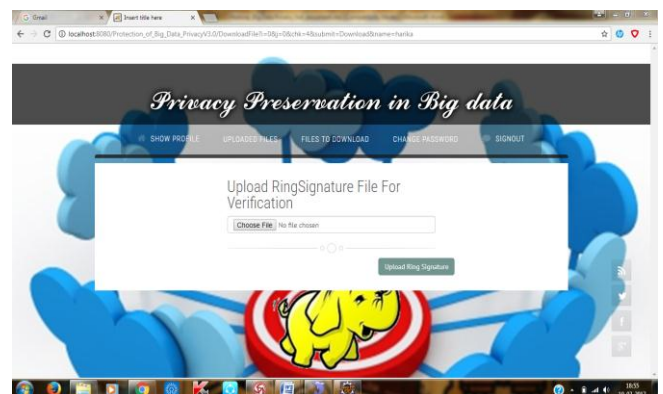 Gmail
Insert title here
localhost:8080/Protection_of_Big_Data_PrivacyV3.0/DownloadFile?i=0&g=0&chk=4&submit=Download&name=harika
Privacy Preservation in Big data
SHOW PROFILE UPLOADED FILES FILES TO DOWNLOAD CHANGE PASSWORD SIGNOUT
Upload RingSignature File For
Verification
Choose File No file chosen
Upload Ring Signature
18:55